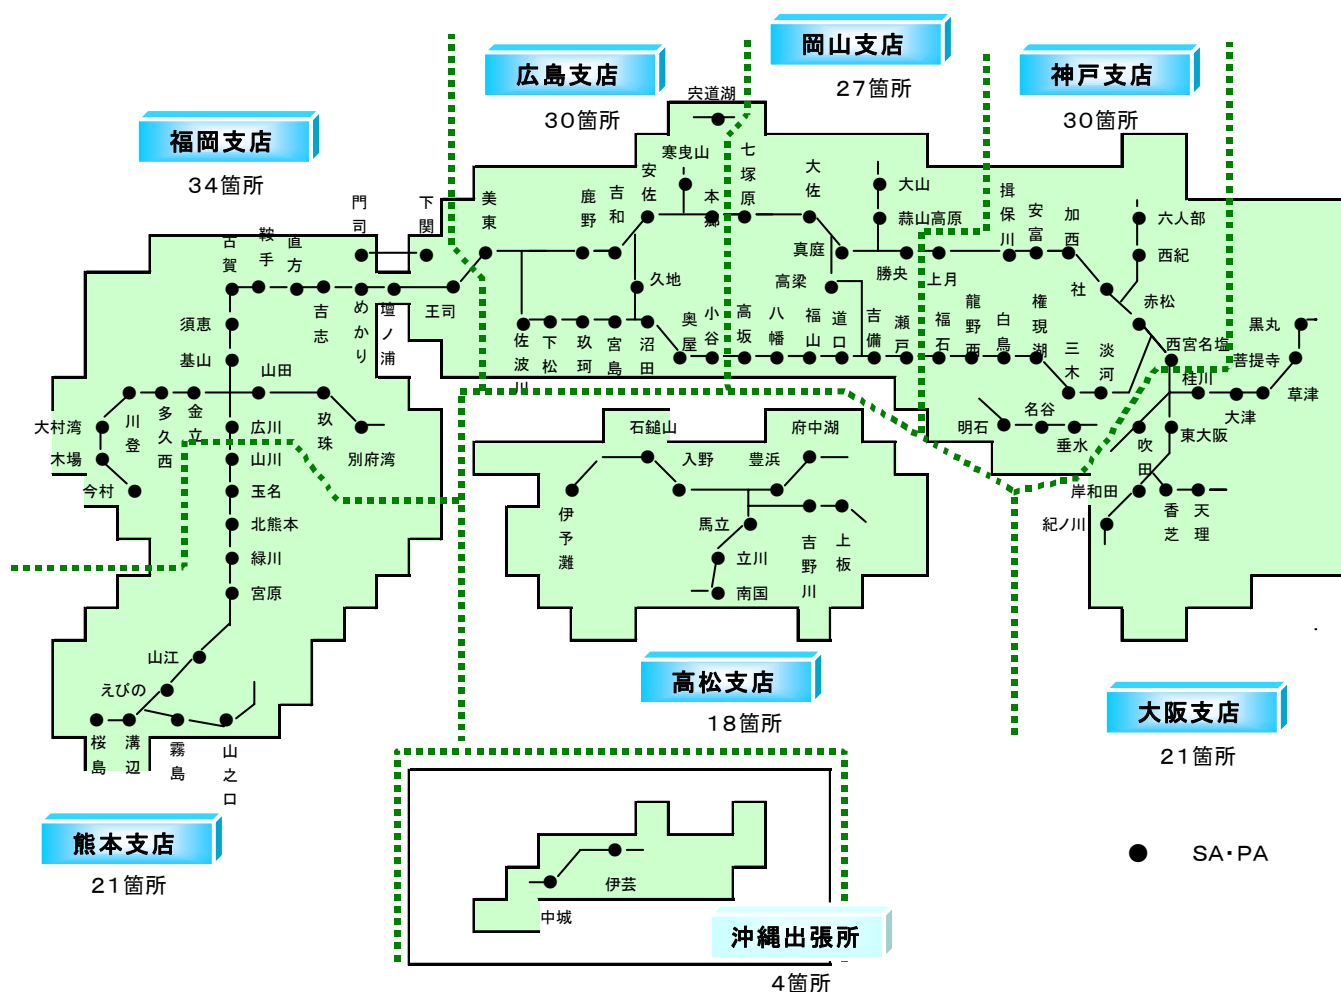 岡山支店
27箇所
広島支店
30箇所
神戸支店
30箇所
福岡支店
34箇所
宍道湖
寒曳山
七塚原
大佐
安佐
本郷
鹿野
吉和
美東
門司
下関
大山
蒜山高原
揖保川
安富
加西
六人部
西紀
古賀
鞍手
直方
吉志
めかり
壇ノ浦
王司
久地
真庭
高梁
勝央
上月
社
赤松
黒丸
須恵
基山
佐波川
下松
玖珂
宮島
沼田
奥屋
小谷
高坂
八幡
福山
道口
吉備
瀬戸
福石
龍野西
白鳥
権現湖
三木
淡河
西宮名塩
菩提寺
桂川
大津
草津
山田
大村湾
川登
多久西
金立
広川
玖珠
別府湾
木場
今村
山川
玉名
北熊本
緑川
宮原
山江
えびの
桜島
溝辺
霧島
山之口
石鎚山
入野
豊浜
府中湖
伊予灘
馬立
立川
南国
吉野川
上板
明石
名谷
垂水
吹田
東大阪
岸和田
紀ノ川
香芝
天理
高松支店
18箇所
大阪支店
21箇所
熊本支店
21箇所
伊芸
中城
沖縄出張所
4箇所
SA・PA